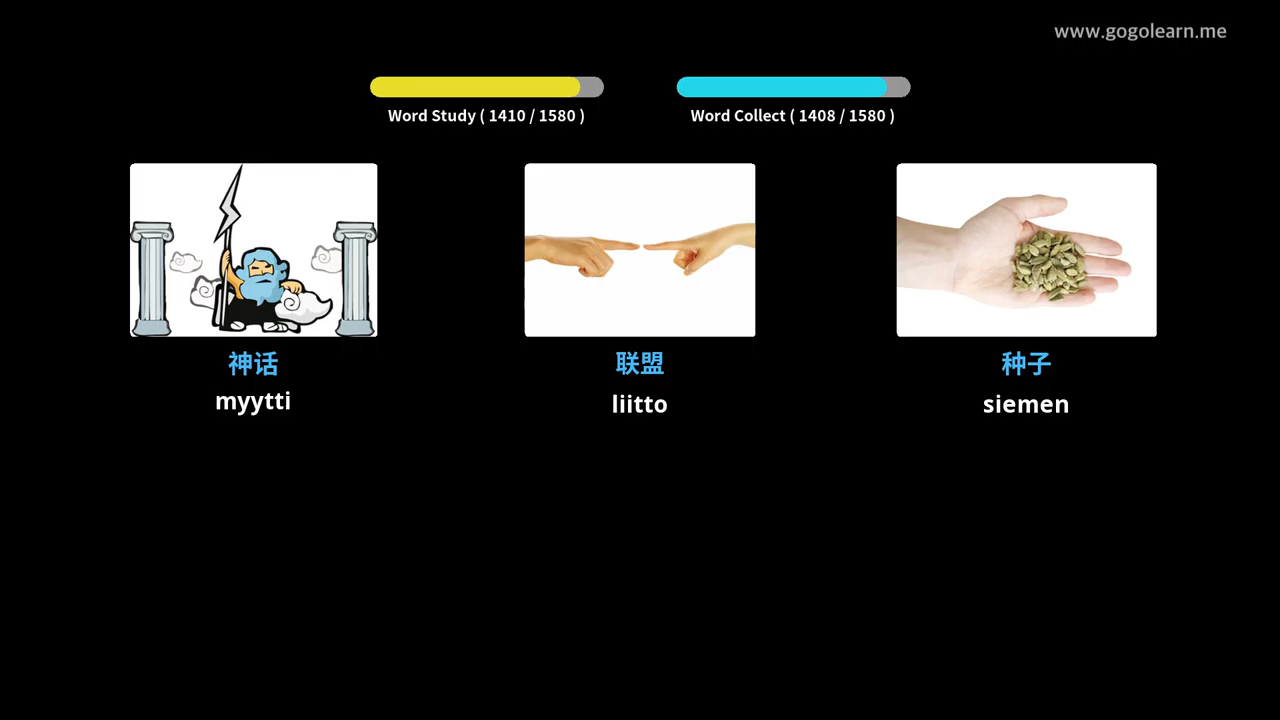 www.gogolearn.me
Word Study ( 1410 / 1580 )
Word Collect ( 1408 / 1580 )
神话
联盟
种子
myytti
liitto
siemen